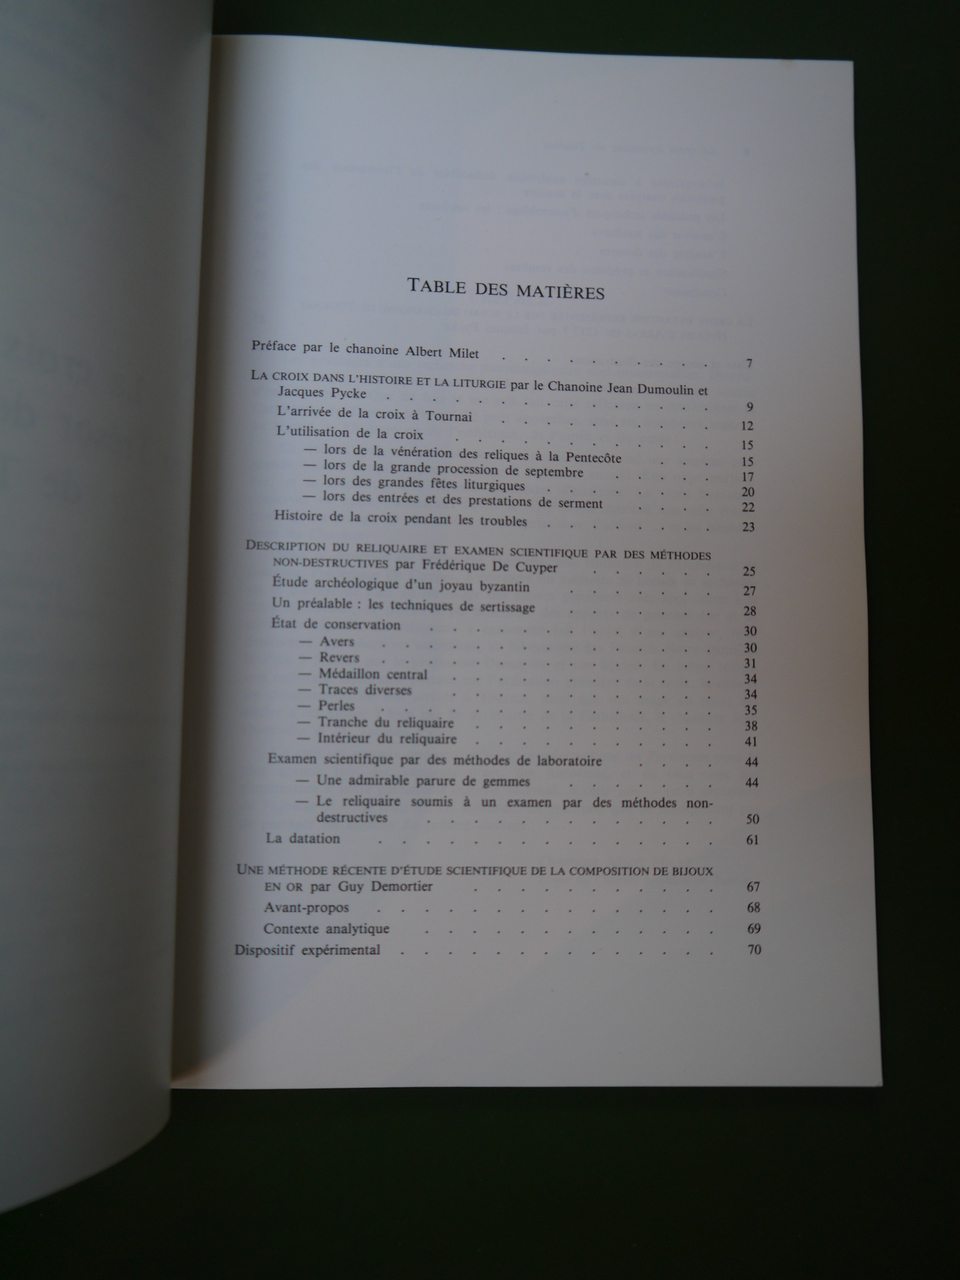 TABLE DES MATIÈRES
Préface par le chanoine Albert Milet . . . . . . . . . . 7
LA CROIX DANS L'HISTOIRE ET LA LITURGIE par le Chanoine Jean Dumoulin et
Jacques Pycke . . . . . . . . . . . . . . 9
L'arrivée de la croix à Tournai . . . . . . . . . . 12
L'utilisation de la croix . . . . . . . . . . . 15
— lors de la vénération des reliques à la Pentecôte . . . 15
— lors de la grande procession de septembre . . . . . 17
— lors des grandes fêtes liturgiques . . . . . . . . 20
— lors des entrées et des prestations de serment . . . . 22
Histoire de la croix pendant les troubles . . . . . . . . 23
DESCRIPTION DU RELIQUAIRE ET EXAMEN SCIENTIFIQUE PAR DES MÉTHODES
NON-DESTRUCTIVES par Frédérique De Cuyper . . . . . . 25
Étude archéologique d'un joyau byzantin . . . . . . . 27
Un préalable : les techniques de sertissage . . . . . . . 28
État de conservation . . . . . . . . . . . . . 30
— Avers . . . . . . . . . . . . . . . 30
— Revers . . . . . . . . . . . . . . . 31
— Médaillon central . . . . . . . . . . . . 34
— Traces diverses . . . . . . . . . . . . 34
— Perles . . . . . . . . . . . . . . . 35
— Tranche du reliquaire . . . . . . . . . . . 38
— Intérieur du reliquaire . . . . . . . . . . . 41
Examen scientifique par des méthodes de laboratoire . . . . 44
— Une admirable parure de gemmes . . . . . . . 44
— Le reliquaire soumis à un examen par des méthodes non-
destructives . . . . . . . . . . . . . 50
La datation . . . . . . . . . . . . . . . 61
UNE MÉTHODE RÉCENTE D'ÉTUDE SCIENTIFIQUE DE LA COMPOSITION DE BIJOUX
EN OR par Guy Demortier . . . . . . . . . . . 67
Avant-propos . . . . . . . . . . . . . . . 68
Contexte analytique . . . . . . . . . . . . . 69
Dispositif expérimental . . . . . . . . . . . . . . 70